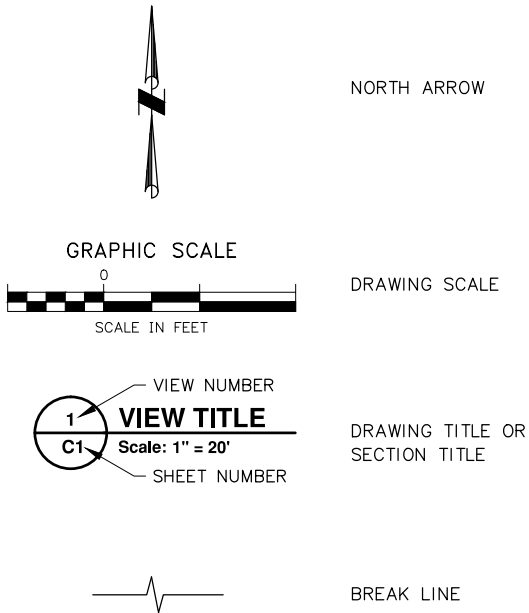 NORTH ARROW
GRAPHIC SCALE
0
SCALE IN FEET
DRAWING SCALE
VIEW NUMBER
1
VIEW TITLE
C1
Scale: 1" = 20'
SHEET NUMBER
DRAWING TITLE OR
SECTION TITLE
BREAK LINE